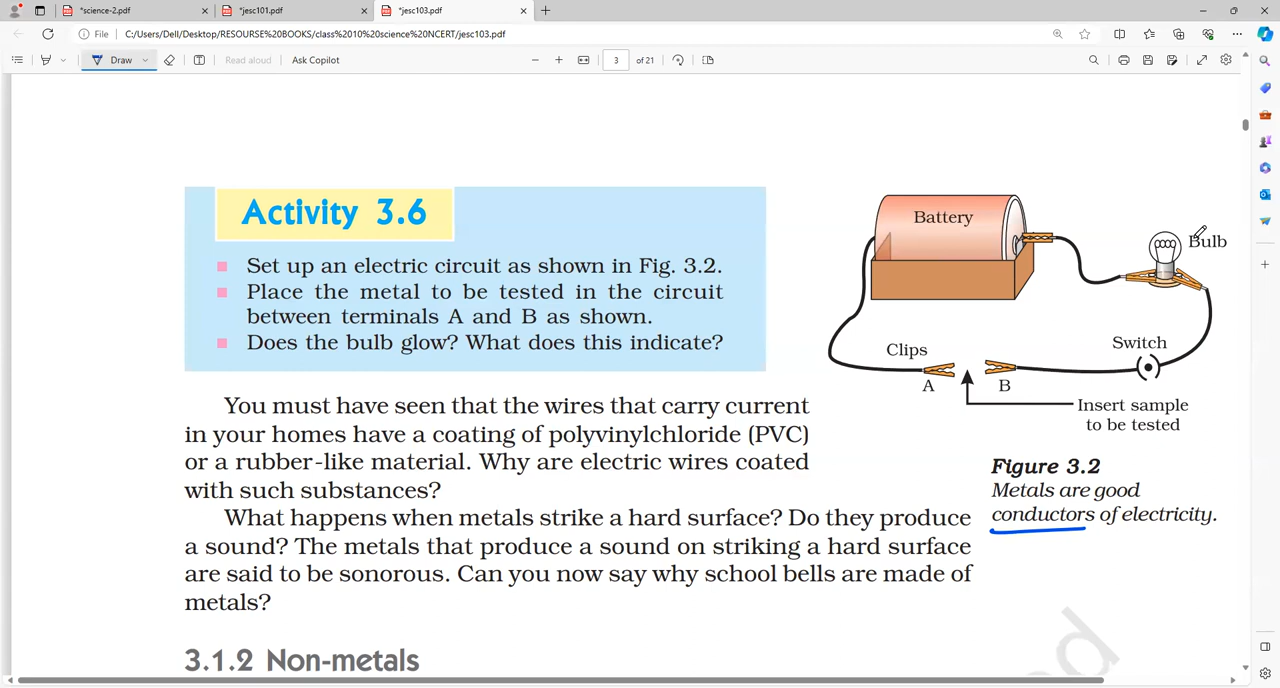 *science-2.pdf
*jesc101.pdf
*jesc103.pdf
File
C:/Users/Dell/Desktop/RESOURSE%20BOOKS/class%2010%20science%20NCERT/jesc103.pdf
Draw
Read aloud
Ask Copilot
3
of 21
Activity 3.6
Set up an electric circuit as shown in Fig. 3.2.
Place the metal to be tested in the circuit
between terminals A and B as shown.
Does the bulb glow? What does this indicate?
Battery
Bulb
Clips
Switch
A
B
Insert sample
to be tested
Figure 3.2
Metals are good
conductors of electricity.
You must have seen that the wires that carry current
in your homes have a coating of polyvinylchloride (PVC)
or a rubber-like material. Why are electric wires coated
with such substances?
What happens when metals strike a hard surface? Do they produce
a sound? The metals that produce a sound on striking a hard surface
are said to be sonorous. Can you now say why school bells are made of
metals?
3.1.2 Non-metals